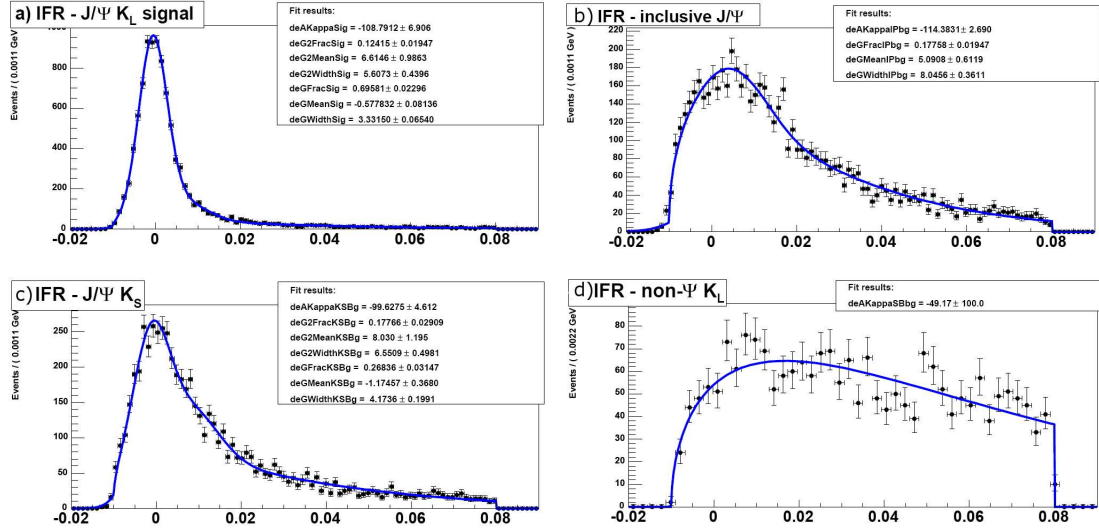 a) IFR - J/Ψ K_L signal
Fit results:
deAKappaSig = -108.7912 ± 6.906
deG2FracSig = 0.12415 ± 0.01947
deG2MeanSig = 6.6146 ± 0.9863
deG2WidthSig = 5.6073 ± 0.4396
deGFracSig = 0.69581 ± 0.02296
deGMeanSig = -0.577832 ± 0.08136
deGWidthSig = 3.33150 ± 0.06540
Events / ( 0.0011 GeV )
800
600
400
200
0
-0.02 0 0.02 0.04 0.06 0.08
b) IFR - inclusive J/Ψ
Fit results:
deAKappaIPbg = -114.3831 ± 2.690
deGFracIPbg = 0.17758 ± 0.01947
deGMeanIPbg = 5.0908 ± 0.6119
deGWidthIPbg = 8.0456 ± 0.3611
Events / ( 0.0011 GeV )
220
200
180
160
140
120
100
80
60
40
20
0
-0.02 0 0.02 0.04 0.06 0.08
c) IFR - J/Ψ K_S
Fit results:
deAKappaKSBg = -99.6275 ± 4.612
deG2FracKSBg = 0.17766 ± 0.02909
deG2MeanKSBg = 8.030 ± 1.195
deG2WidthKSBg = 6.5509 ± 0.4981
deGFracKSBg = 0.26836 ± 0.03147
deGMeanKSBg = -1.17457 ± 0.3680
deGWidthKSBg = 4.1736 ± 0.1991
Events / ( 0.0011 GeV )
250
200
150
100
50
0
-0.02 0 0.02 0.04 0.06 0.08
d) IFR - non-Ψ K_L
Fit results:
deAKappaSBbg = -49.17 ± 100.0
Events / ( 0.0022 GeV )
80
70
60
50
40
30
20
10
0
-0.02 0 0.02 0.04 0.06 0.08